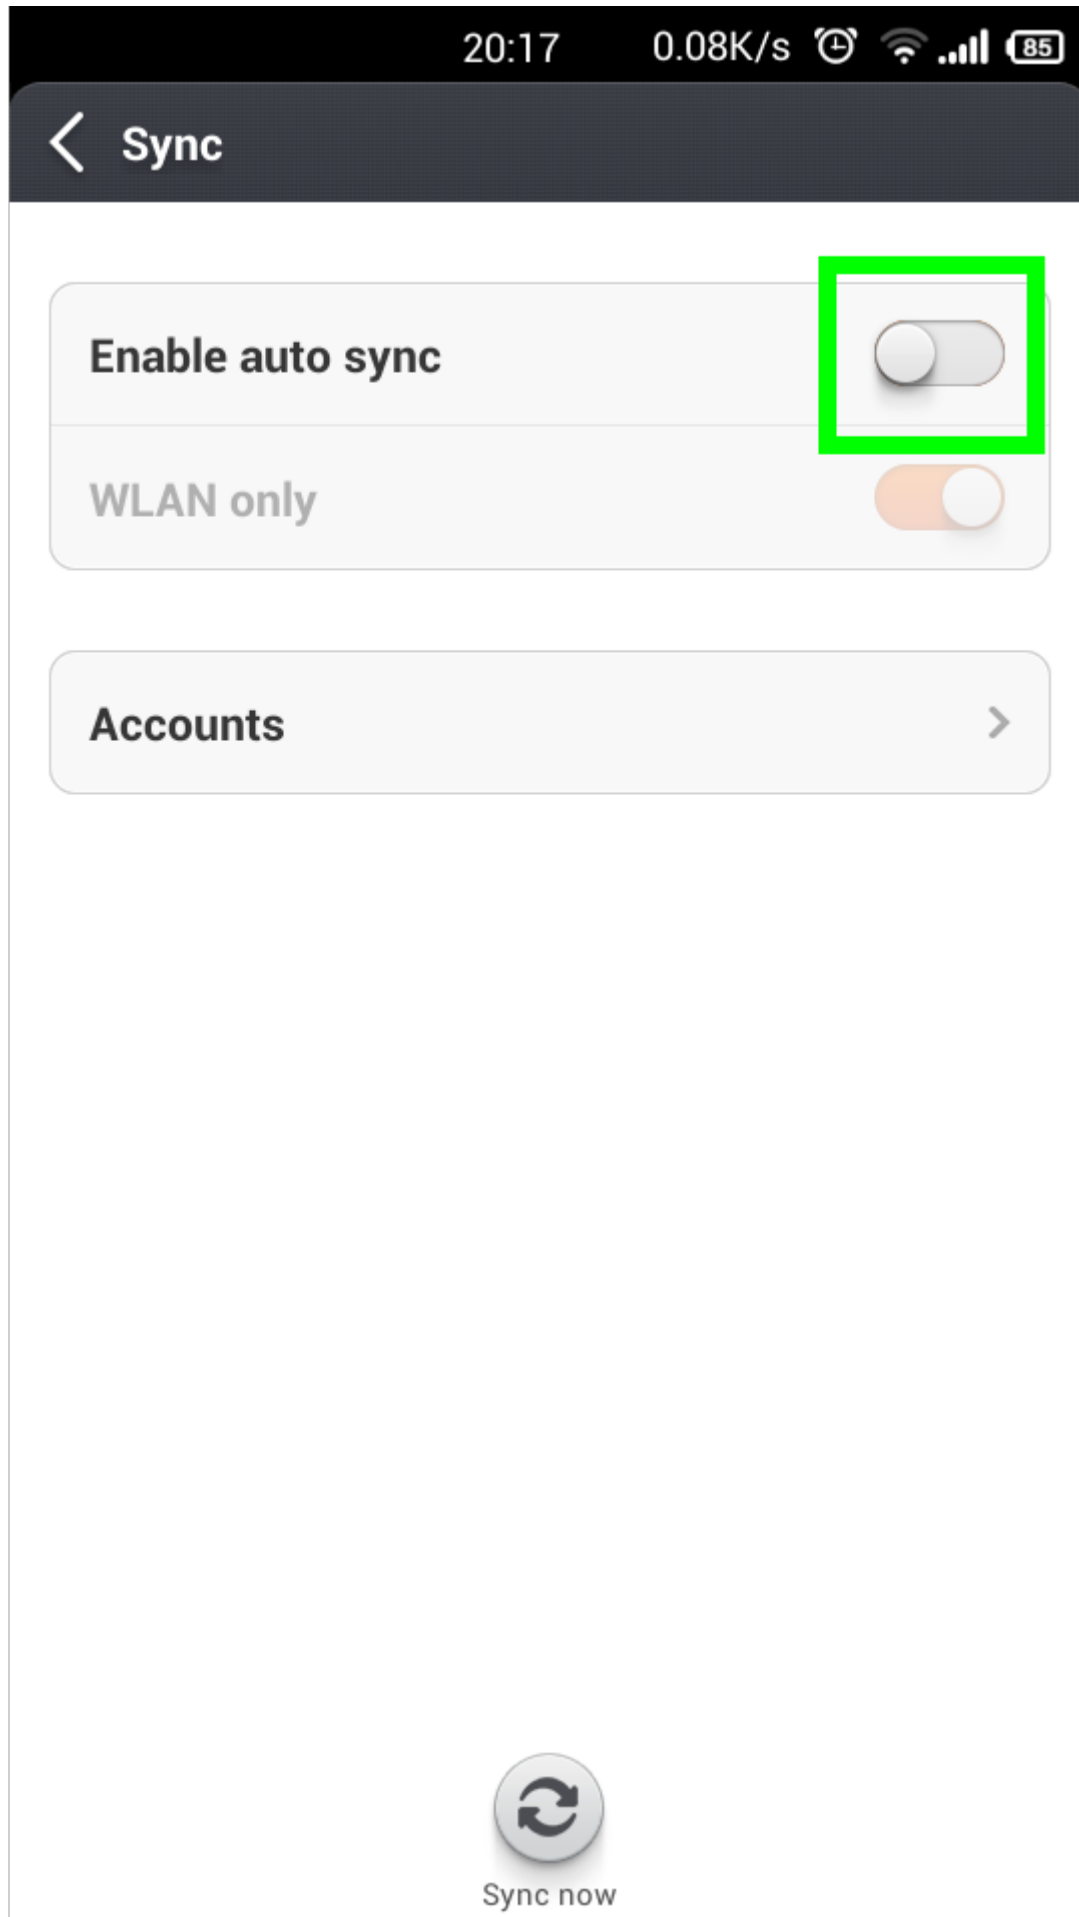 20:17 0.08K/s 85
Sync
Enable auto sync
WLAN only
Accounts
Sync now